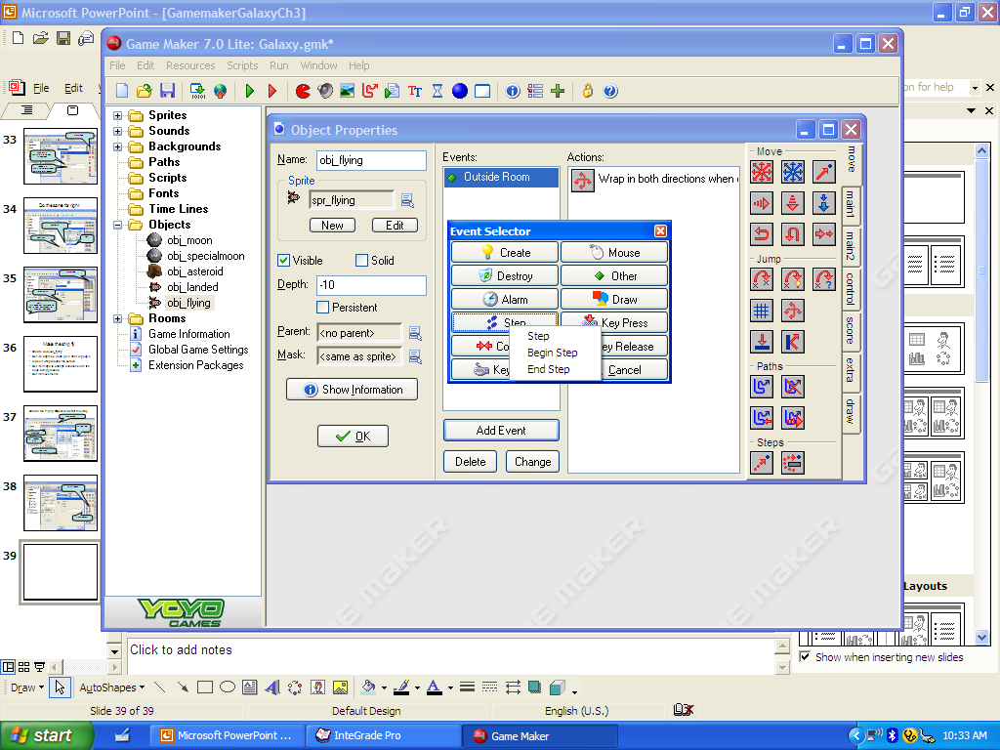 Microsoft PowerPoint - [GamemakerGalaxyCh3]
File Edit
on for help
33
34
35
36
37
38
39
Game Maker 7.0 Lite: Galaxy.gmk*
File Edit Resources Scripts Run Window Help
Sprites
Sounds
Backgrounds
Paths
Scripts
Fonts
Time Lines
Objects
obj_moon
obj_specialmoon
obj_asteroid
obj_landed
obj_flying
Rooms
Game Information
Global Game Settings
Extension Packages
YOYO
GAMES
Object Properties
Name: obj_flying
Sprite
spr_flying
New Edit
Visible Solid
Depth: -10
Persistent
Parent: <no parent>
Mask: <same as sprite>
Show Information
OK
Events:
Outside Room
Add Event
Delete Change
Actions:
Wrap in both directions when o
Event Selector
Create Mouse
Destroy Other
Alarm Draw
Step Key Press
Co ey Release
Key Cancel
Step
Begin Step
End Step
Move
Jump
Paths
Steps
move
main1
main2
control
score
extra
draw
GAME MAKER
Layouts
Show when inserting new slides
Click to add notes
Draw AutoShapes
Slide 39 of 39 Default Design English (U.S.)
start Microsoft PowerPoint ... InteGrade Pro Game Maker 10:33 AM